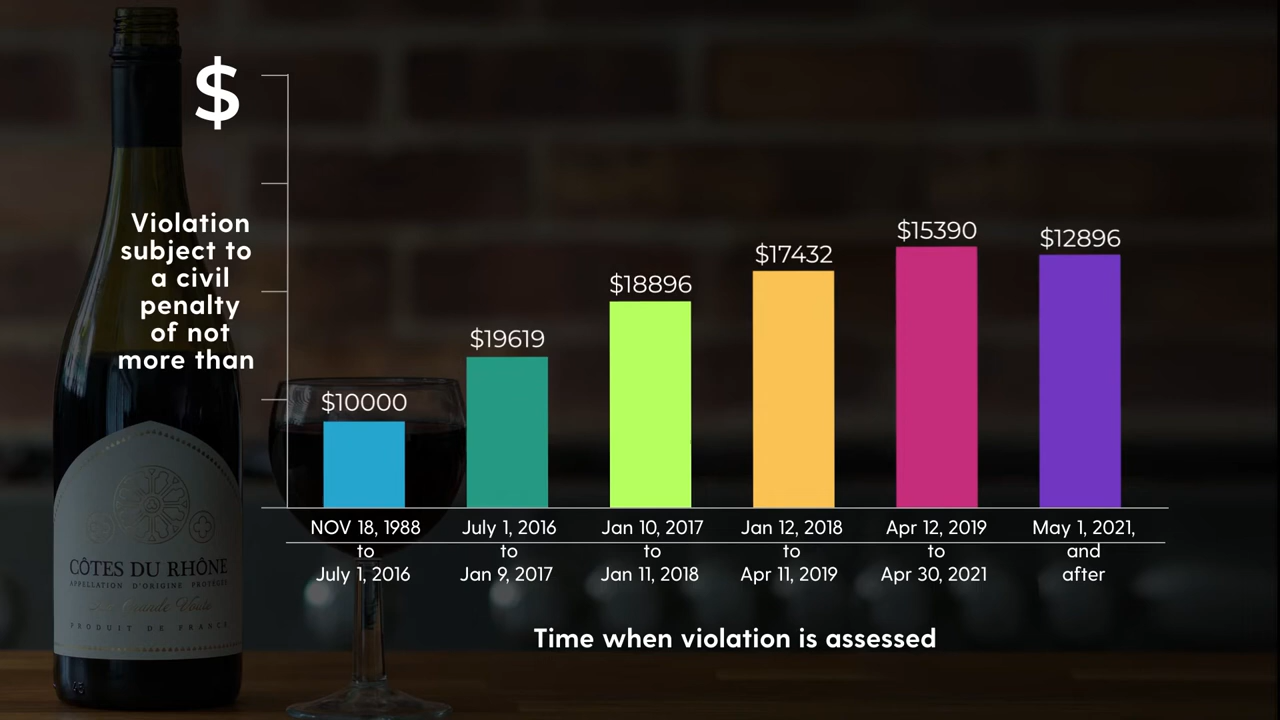 $
Violation
subject to
a civil
penalty
of not
more than
$10000
$19619
$18896
$17432
$15390
$12896
NOV 18, 1988
to
July 1, 2016
July 1, 2016
to
Jan 9, 2017
Jan 10, 2017
to
Jan 11, 2018
Jan 12, 2018
to
Apr 11, 2019
Apr 12, 2019
to
Apr 30, 2021
May 1, 2021,
and
after
Time when violation is assessed
CÔTES DU RHÔNE
APPELLATION D'ORIGINE PROTÉGÉE
PRODUIT DE FRANCE